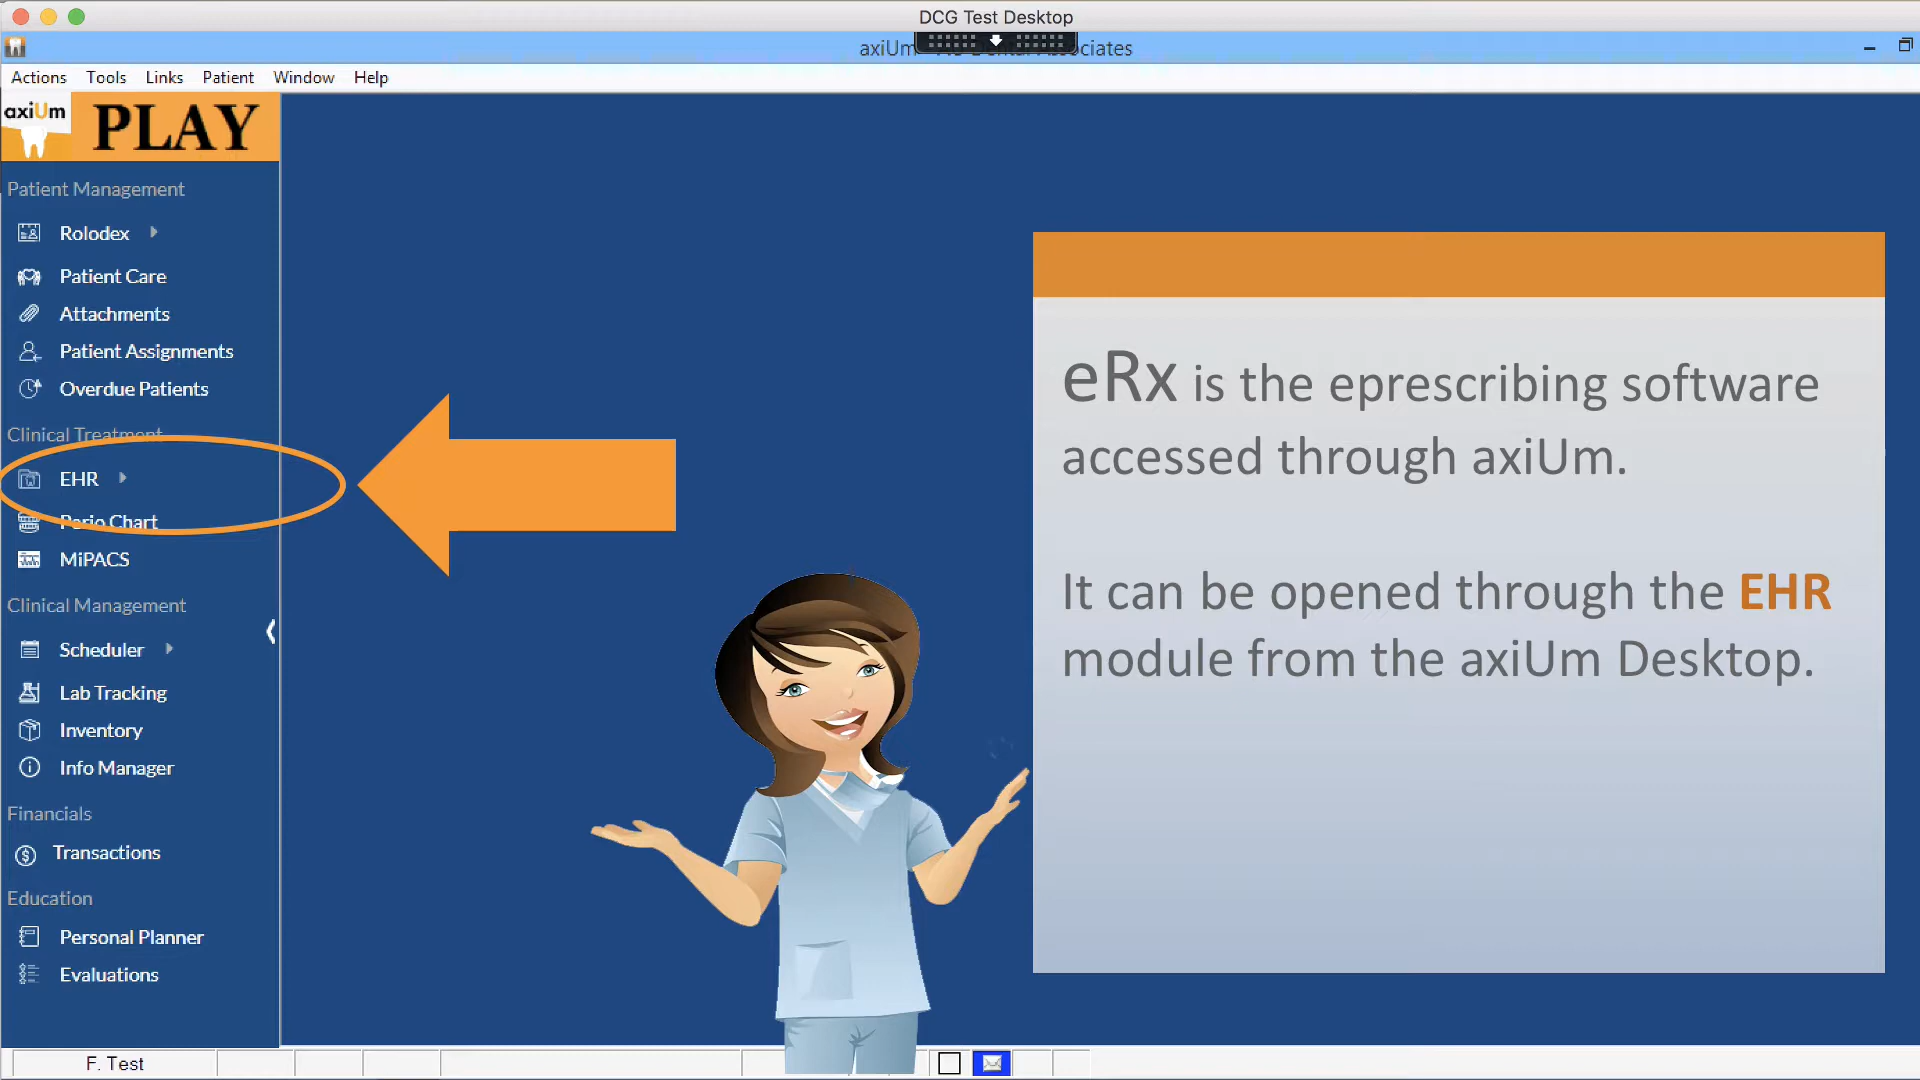 DCG Test Desktop
axiUm
ciates
Actions Tools Links Patient Window Help
axiUm PLAY
Patient Management
Rolodex
Patient Care
Attachments
Patient Assignments
Overdue Patients
Clinical Treatment
EHR
Perio Chart
MiPACS
Clinical Management
Scheduler
Lab Tracking
Inventory
Info Manager
Financials
Transactions
Education
Personal Planner
Evaluations
eRx is the eprescribing software
accessed through axiUm.
It can be opened through the EHR
module from the axiUm Desktop.
F. Test